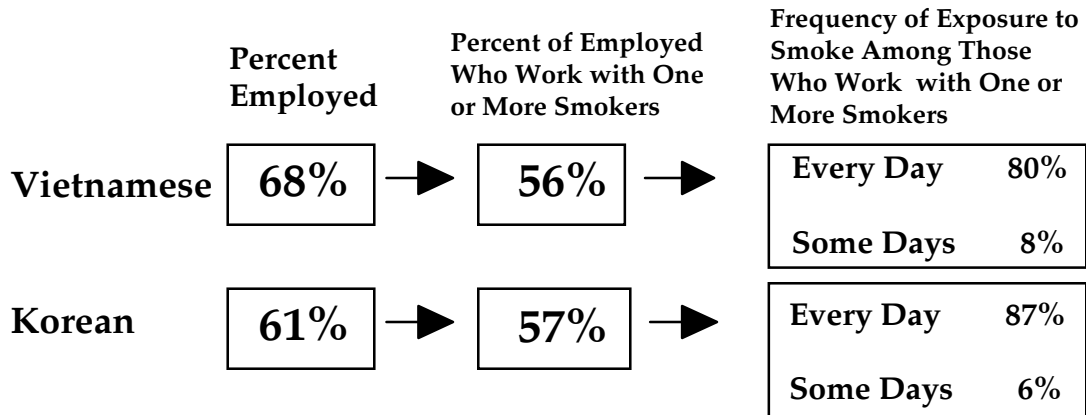 Percent
Employed
Percent of Employed
Who Work with One
or More Smokers
Frequency of Exposure to
Smoke Among Those
Who Work with One or
More Smokers
Vietnamese 68% 56% Every Day 80%
Some Days 8%
Korean 61% 57% Every Day 87%
Some Days 6%